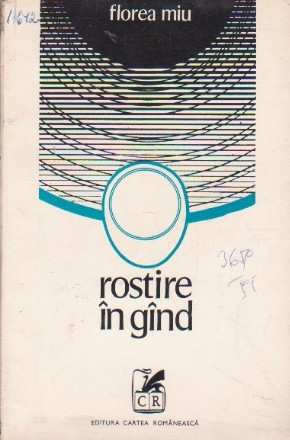 florea miu
rostire
în gînd
CR
EDITURA CARTEA ROMÂNEASCĂ